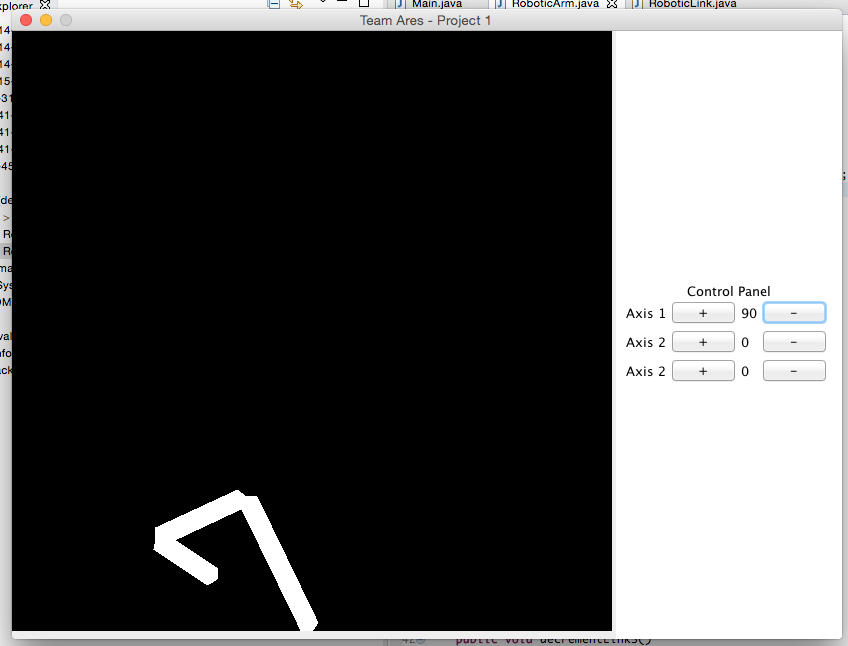 xplorer
Main.java
RoboticArm.java
RoboticLink.java
Team Ares - Project 1
Control Panel
Axis 1 + 90 -
Axis 2 + 0 -
Axis 2 + 0 -
public void decrementLinks()